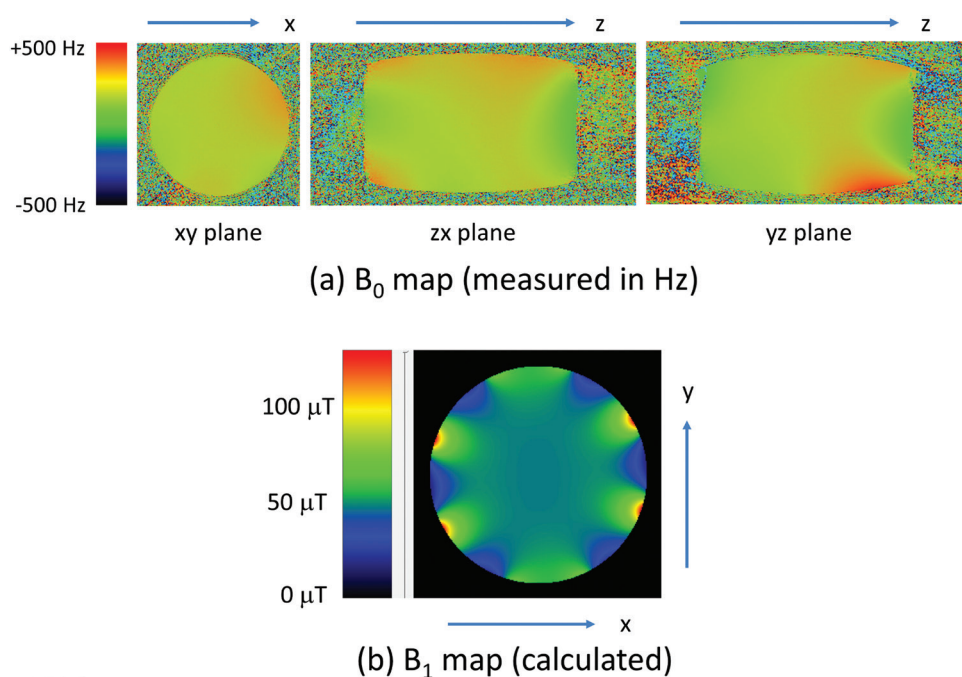 x
z
z
+500 Hz
-500 Hz
xy plane
zx plane
yz plane
(a) B₀ map (measured in Hz)
100 μT
y
50 μT
0 μT
x
(b) B₁ map (calculated)